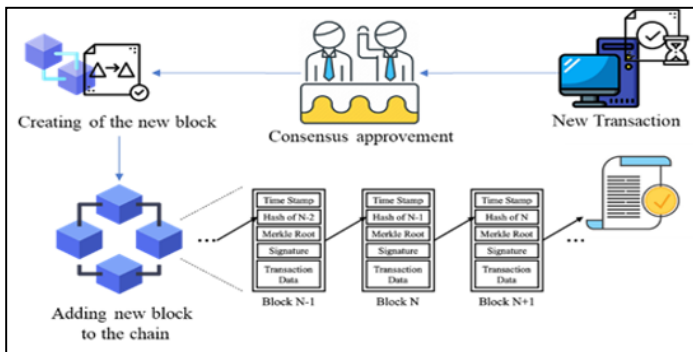 Creating of the new block
Consensus approvement
New Transaction
Adding new block
to the chain
...
Time Stamp
Hash of N-2
Merkle Root
Signature
Transaction
Data
Block N-1
Time Stamp
Hash of N-1
Merkle Root
Signature
Transaction
Data
Block N
Time Stamp
Hash of N
Merkle Root
Signature
Transaction
Data
Block N+1
...